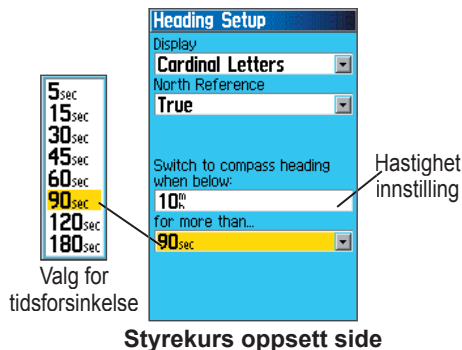 Heading Setup
Display
Cardinal Letters
North Reference
True
Switch to compass heading
when below:
10 m/h
for more than...
90sec
5sec
15sec
30sec
45sec
60sec
90sec
120sec
180sec
Valg for
tidsforsinkelse
Hastighet
innstilling
Styrekurs oppsett side